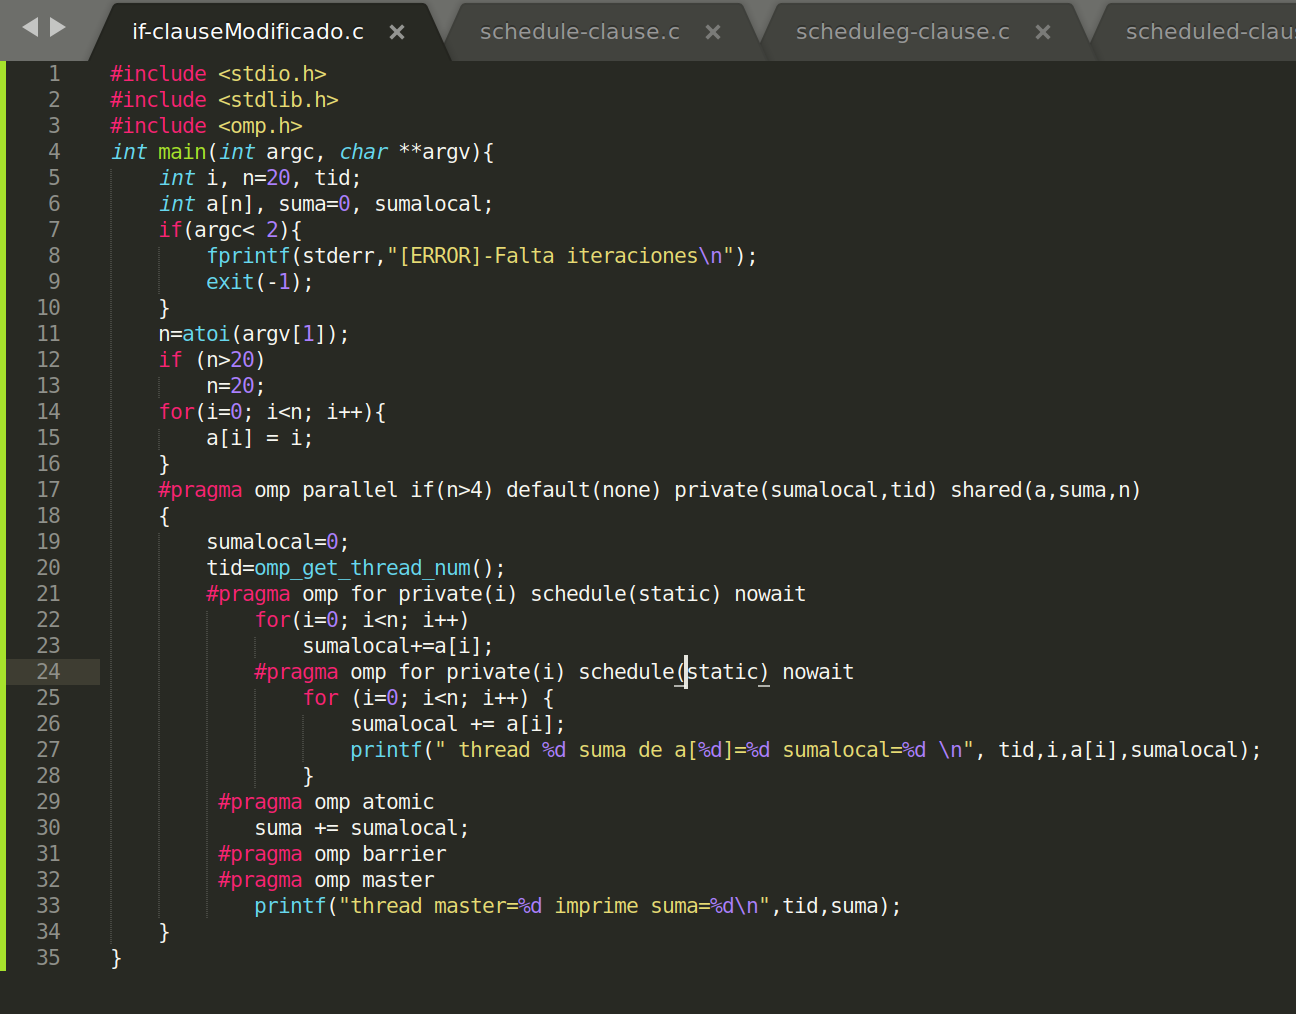 if-clauseModificado.c × schedule-clause.c × scheduleg-clause.c × scheduled-claus
1 #include <stdio.h>
2 #include <stdlib.h>
3 #include <omp.h>
4 int main(int argc, char **argv){
5 int i, n=20, tid;
6 int a[n], suma=0, sumalocal;
7 if(argc< 2){
8 fprintf(stderr,"[ERROR]-Falta iteraciones\n");
9 exit(-1);
10 }
11 n=atoi(argv[1]);
12 if (n>20)
13 n=20;
14 for(i=0; i<n; i++){
15 a[i] = i;
16 }
17 #pragma omp parallel if(n>4) default(none) private(sumalocal,tid) shared(a,suma,n)
18 {
19 sumalocal=0;
20 tid=omp_get_thread_num();
21 #pragma omp for private(i) schedule(static) nowait
22 for(i=0; i<n; i++)
23 sumalocal+=a[i];
24 #pragma omp for private(i) schedule(static) nowait
25 for (i=0; i<n; i++) {
26 sumalocal += a[i];
27 printf(" thread %d suma de a[%d]=%d sumalocal=%d \n", tid,i,a[i],sumalocal);
28 }
29 #pragma omp atomic
30 suma += sumalocal;
31 #pragma omp barrier
32 #pragma omp master
33 printf("thread master=%d imprime suma=%d\n",tid,suma);
34 }
35 }